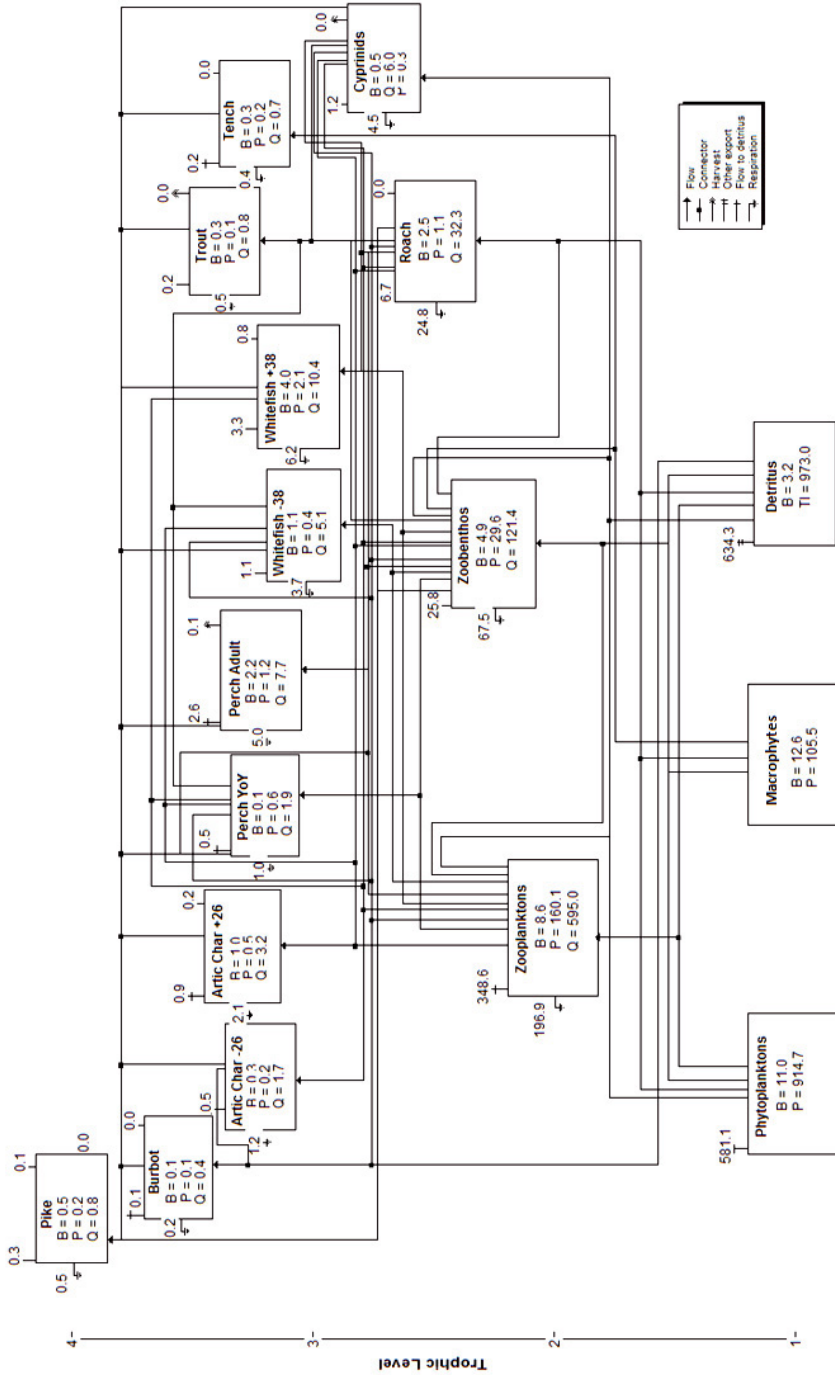 Trophic Level
4
3
2
1
0.3
0.1
0.0
Pike
B = 0.5
P = 0.2
Q = 0.8
0.5
0.1
0.0
Burbot
B = 0.1
P = 0.1
Q = 0.4
0.2
0.5
Artic Char -26
B = 0.3
P = 0.2
Q = 1.7
1.2
0.9
0.2
Artic Char +26
B = 1.0
P = 0.5
Q = 3.2
2.1
0.5
Perch YoY
B = 0.1
P = 0.6
Q = 1.9
1.0
2.6
0.1
Perch Adult
B = 2.2
P = 1.2
Q = 7.7
5.0
1.1
Whitefish -38
B = 1.1
P = 0.4
Q = 5.1
3.7
3.3
0.8
Whitefish +38
B = 4.0
P = 2.1
Q = 10.4
6.2
0.2
0.0
Trout
B = 0.3
P = 0.1
Q = 0.8
0.5
0.2
0.0
Tench
B = 0.3
P = 0.2
Q = 0.7
0.4
1.2
0.0
Cyprinids
B = 0.5
Q = 6.0
P = 0.3
4.5
6.7
0.0
Roach
B = 2.5
P = 1.1
Q = 32.3
24.8
25.8
Zoobenthos
B = 4.9
P = 29.6
Q = 121.4
67.5
348.6
Zooplanktons
B = 8.6
P = 160.1
Q = 595.0
196.9
581.1
Phytoplanktons
B = 11.0
P = 914.7
Macrophytes
B = 12.6
P = 105.5
634.3
Detritus
B = 3.2
TI = 973.0
Flow
Connector
Harvest
Other export
Flow to detritus
Respiration